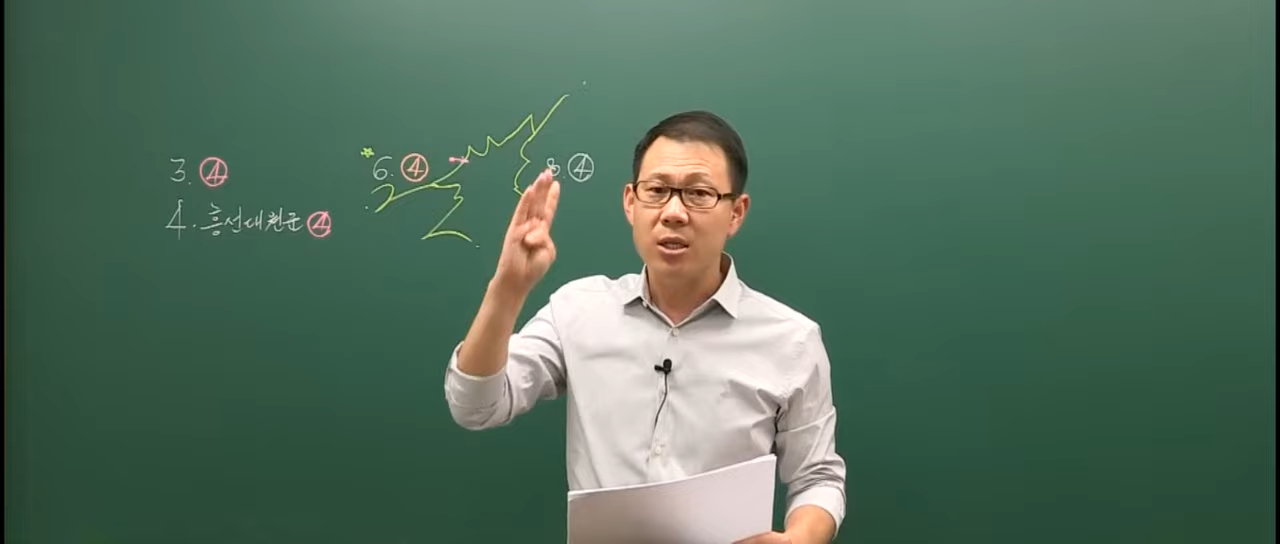 3. ④
4. 흥선대원군 ④
☆ 6. ④
8. ④